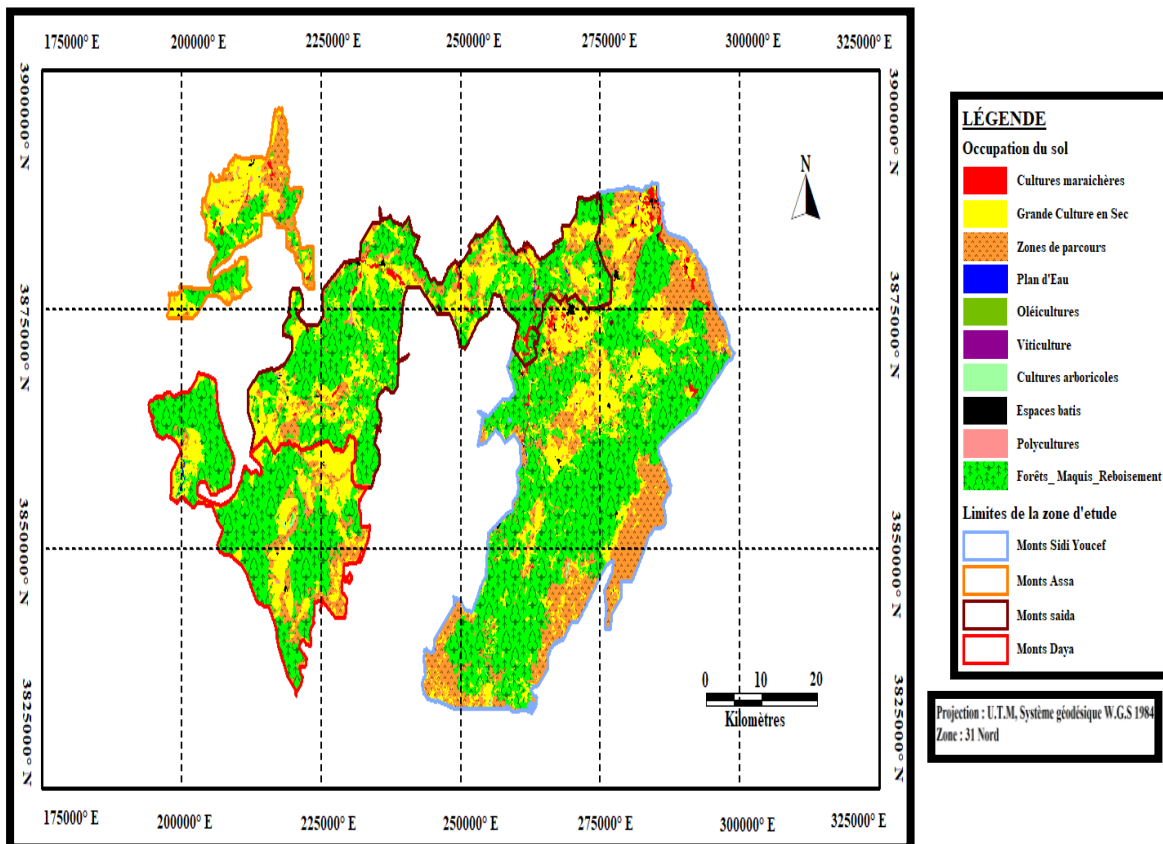 175000° E 200000° E 225000° E 250000° E 275000° E 300000° E 325000° E
3900000° N
3900000° N
N
3875000° N
3875000° N
3850000° N
3850000° N
3825000° N
3825000° N
0 10 20
Kilomètres
175000° E 200000° E 225000° E 250000° E 275000° E 300000° E 325000° E
LÉGENDE
Occupation du sol
Cultures maraichères
Grande Culture en Sec
Zones de parcours
Plan d'Eau
Oléicultures
Viticulture
Cultures arboricoles
Espaces batis
Polycultures
Forêts_ Maquis_Reboisement
Limites de la zone d'etude
Monts Sidi Youcef
Monts Assa
Monts saida
Monts Daya
Projection : U.T.M, Système géodésique W.G.S 1984
Zone : 31 Nord